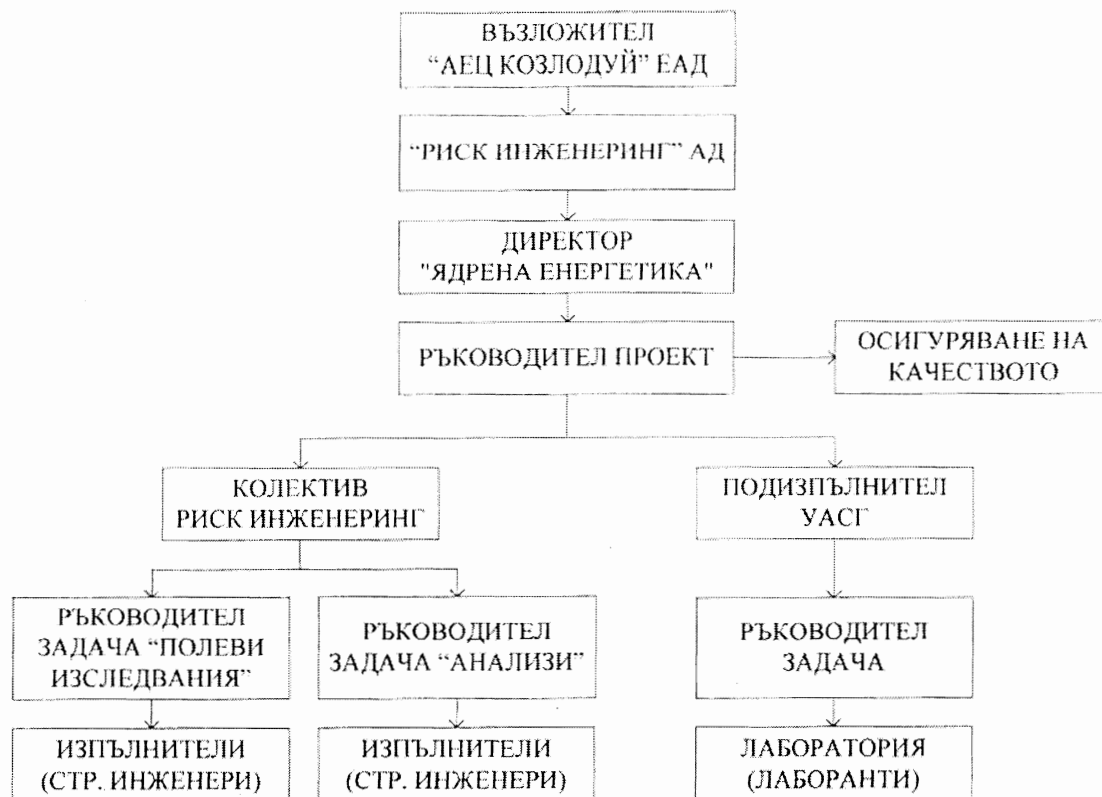 ВЪЗЛОЖИТЕЛ
“АЕЦ КОЗЛОДУЙ” ЕАД
“РИСК ИНЖЕНЕРИНГ” АД
ДИРЕКТОР
"ЯДРЕНА ЕНЕРГЕТИКА"
РЪКОВОДИТЕЛ ПРОЕКТ
ОСИГУРЯВАНЕ НА
КАЧЕСТВОТО
КОЛЕКТИВ
РИСК ИНЖЕНЕРИНГ
ПОДИЗПЪЛНИТЕЛ
УАСГ
РЪКОВОДИТЕЛ
ЗАДАЧА “ПОЛЕВИ
ИЗСЛЕДВАНИЯ”
РЪКОВОДИТЕЛ
ЗАДАЧА “АНАЛИЗИ”
РЪКОВОДИТЕЛ
ЗАДАЧА
ИЗПЪЛНИТЕЛИ
(СТР. ИНЖЕНЕРИ)
ИЗПЪЛНИТЕЛИ
(СТР. ИНЖЕНЕРИ)
ЛАБОРАТОРИЯ
(ЛАБОРАНТИ)